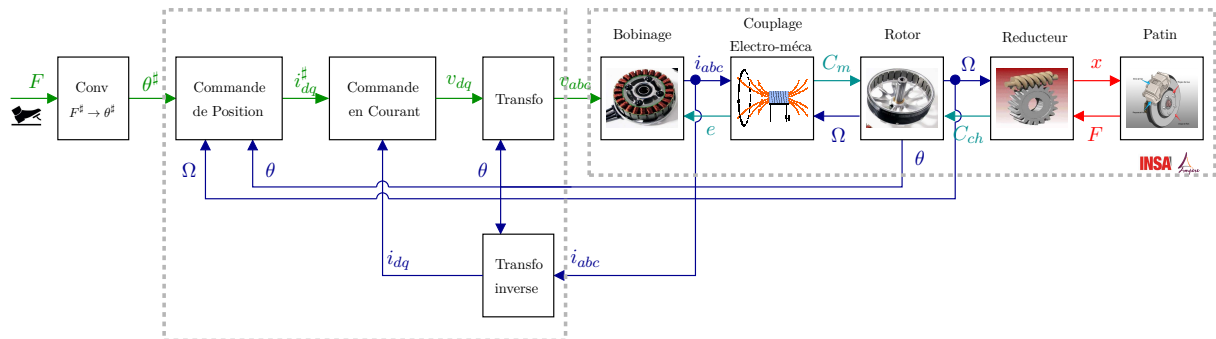 Couplage
Bobinage
Electro-méca
Rotor
Reducteur
Patin
F
Conv
F♯ → θ♯
θ♯
Commande
de Position
i♯dq
Commande
en Courant
vdq
Transfo
vabc
iabc
e
Cm
Ω
Ω
Cch
x
F
Ω
θ
θ
θ
INSA
Ampère
idq
Transfo
inverse
iabc